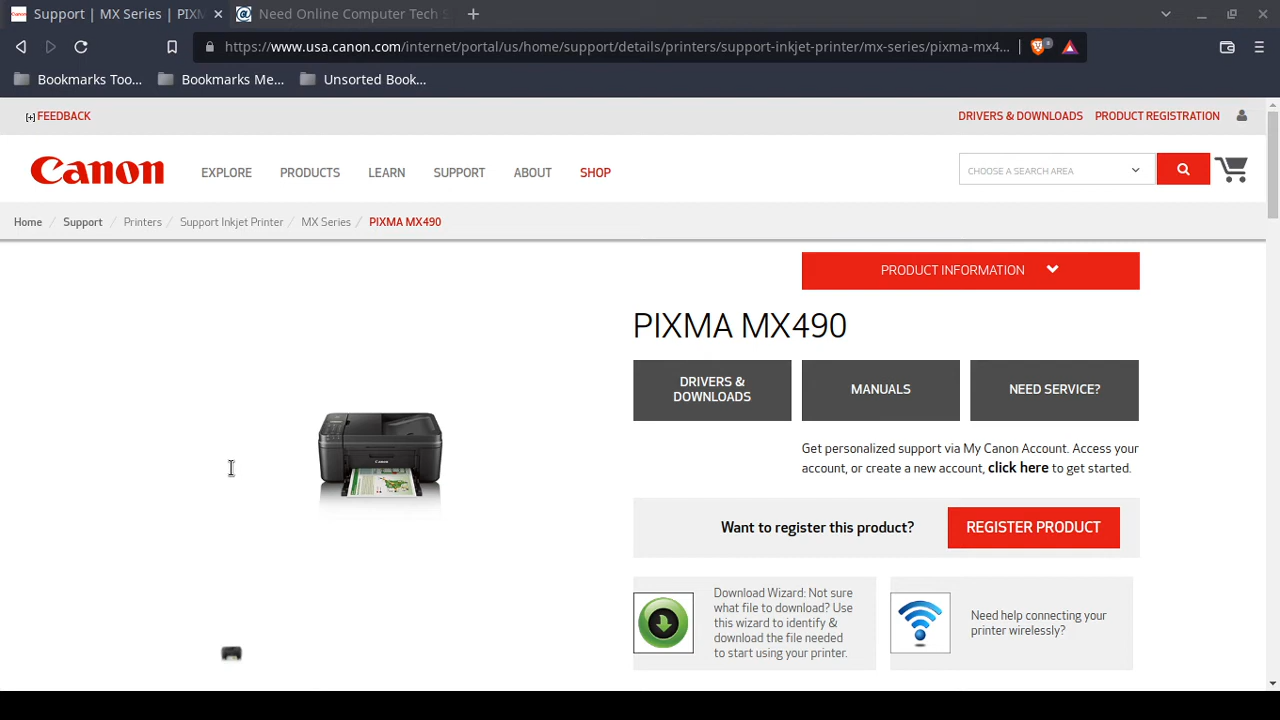 Support | MX Series | PIX
Need Online Computer Tech S
https://www.usa.canon.com/internet/portal/us/home/support/details/printers/support-inkjet-printer/mx-series/pixma-mx4...
Bookmarks Too...
Bookmarks Me...
Unsorted Book...
[+] FEEDBACK
DRIVERS & DOWNLOADS
PRODUCT REGISTRATION
Canon
EXPLORE
PRODUCTS
LEARN
SUPPORT
ABOUT
SHOP
CHOOSE A SEARCH AREA
Home / Support / Printers / Support Inkjet Printer / MX Series / PIXMA MX490
PRODUCT INFORMATION
PIXMA MX490
DRIVERS &
DOWNLOADS
MANUALS
NEED SERVICE?
Get personalized support via My Canon Account. Access your
account, or create a new account, click here to get started.
Want to register this product?
REGISTER PRODUCT
Download Wizard: Not sure
what file to download? Use
this wizard to identify &
download the file needed
to start using your printer.
Need help connecting your
printer wirelessly?